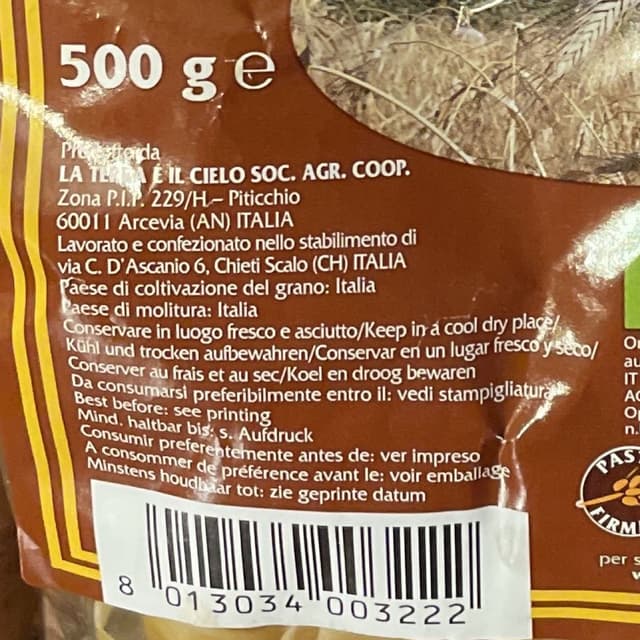 500 g e
LA TERRA E IL CIELO SOC. AGR. COOP.
Zona P.I.P. 229/H – Piticchio
60011 Arcevia (AN) ITALIA
Lavorato e confezionato nello stabilimento di
via C. D'Ascanio 6, Chieti Scalo (CH) ITALIA
Paese di coltivazione del grano: Italia
Paese di molitura: Italia
Conservare in luogo fresco e asciutto/Keep in a cool dry place/
Kühl und trocken aufbewahren/Conservar en un lugar fresco y seco/
Conserver au frais et au sec/Koel en droog bewaren
Da consumarsi preferibilmente entro il: vedi stampigliatura
Best before: see printing
Mind. haltbar bis: s. Aufdruck
Consumir preferentemente antes de: ver impreso
A consommer de préférence avant le: voir emballage
Minstens houdbaar tot: zie geprinte datum
8 013034 003222
IT
PAST
FIRM
per s